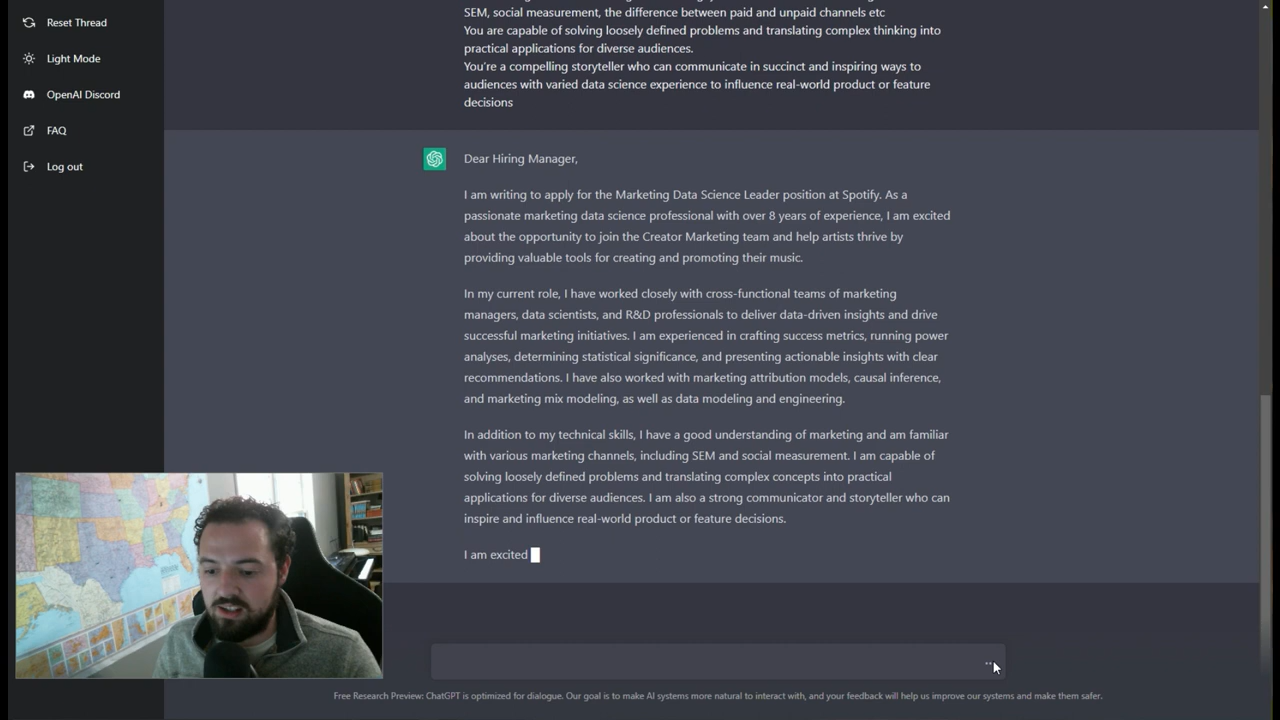 Reset Thread
Light Mode
OpenAI Discord
FAQ
Log out
SEM, social measurement, the difference between paid and unpaid channels etc
You are capable of solving loosely defined problems and translating complex thinking into
practical applications for diverse audiences.
You're a compelling storyteller who can communicate in succinct and inspiring ways to
audiences with varied data science experience to influence real-world product or feature
decisions
Dear Hiring Manager,
I am writing to apply for the Marketing Data Science Leader position at Spotify. As a
passionate marketing data science professional with over 8 years of experience, I am excited
about the opportunity to join the Creator Marketing team and help artists thrive by
providing valuable tools for creating and promoting their music.
In my current role, I have worked closely with cross-functional teams of marketing
managers, data scientists, and R&D professionals to deliver data-driven insights and drive
successful marketing initiatives. I am experienced in crafting success metrics, running power
analyses, determining statistical significance, and presenting actionable insights with clear
recommendations. I have also worked with marketing attribution models, causal inference,
and marketing mix modeling, as well as data modeling and engineering.
In addition to my technical skills, I have a good understanding of marketing and am familiar
with various marketing channels, including SEM and social measurement. I am capable of
solving loosely defined problems and translating complex concepts into practical
applications for diverse audiences. I am also a strong communicator and storyteller who can
inspire and influence real-world product or feature decisions.
I am excited
Free Research Preview: ChatGPT is optimized for dialogue. Our goal is to make AI systems more natural to interact with, and your feedback will help us improve our systems and make them safer.